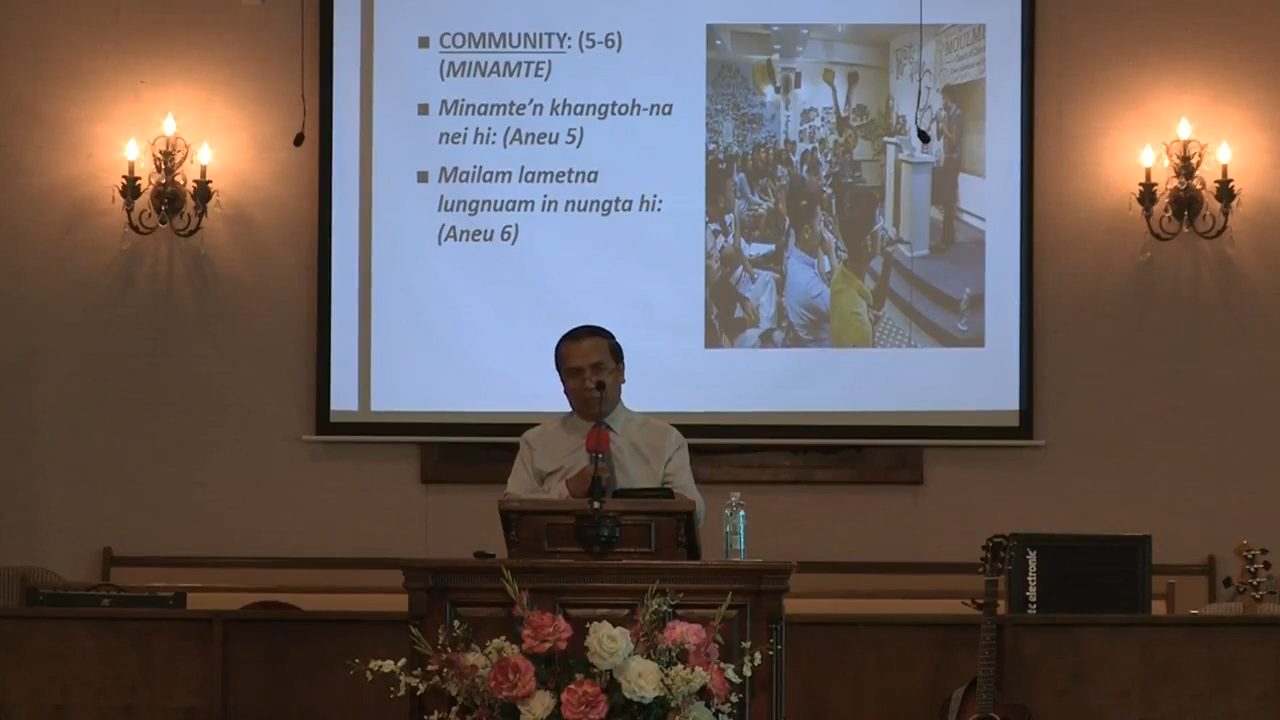 COMMUNITY: (5-6)
(MINAMTE)
Minamte'n khangtoh-na
nei hi: (Aneu 5)
Mailam lametna
lungnuam in nungta hi:
(Aneu 6)
tc electronic